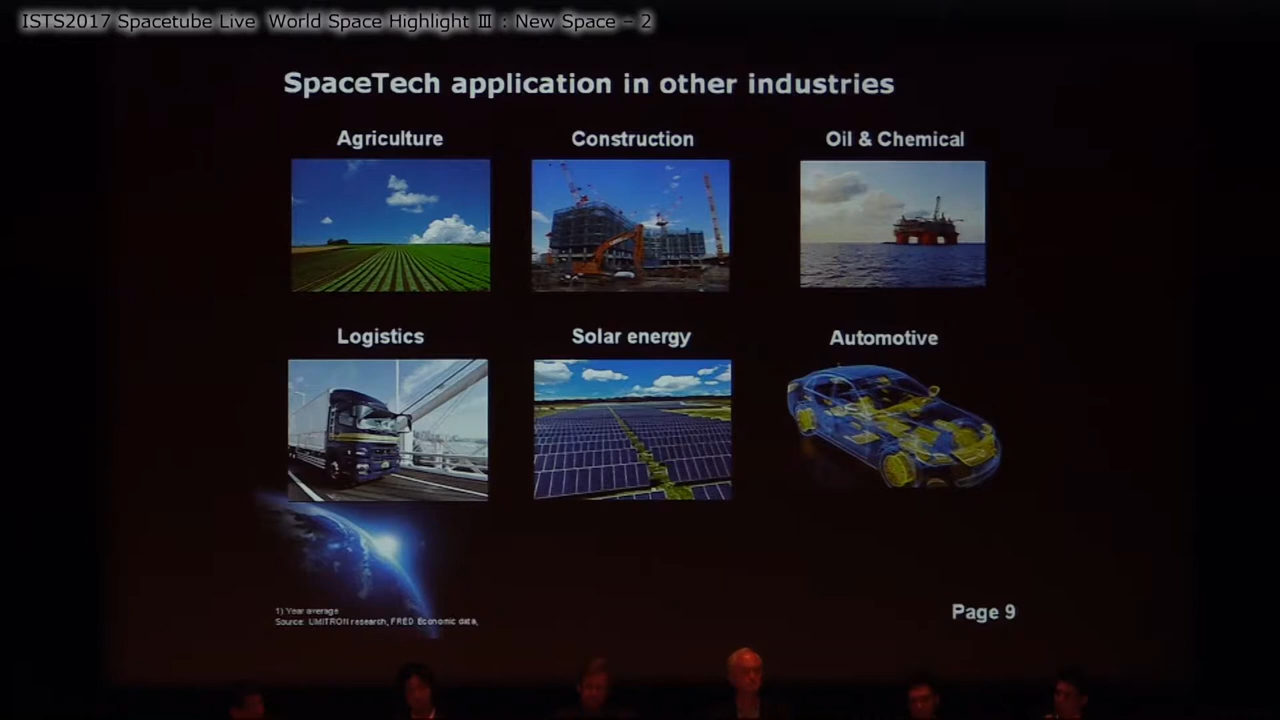 ISTS2017 Spacetube Live World Space Highlight Ⅲ : New Space – 2
SpaceTech application in other industries
Agriculture
Construction
Oil & Chemical
Logistics
Solar energy
Automotive
1) Year average
Source: UMITRON research, FRED Economic data,
Page 9